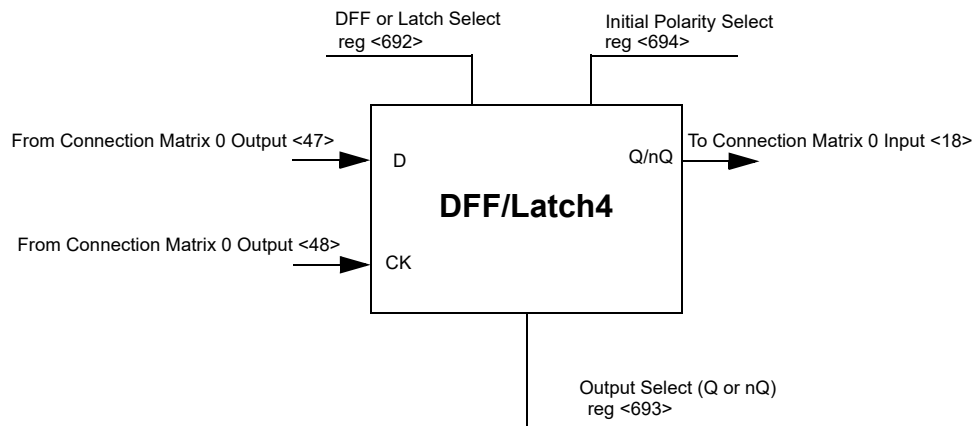 DFF or Latch Select
reg <692>
Initial Polarity Select
reg <694>
From Connection Matrix 0 Output <47>
D
Q/nQ
To Connection Matrix 0 Input <18>
DFF/Latch4
From Connection Matrix 0 Output <48>
CK
Output Select (Q or nQ)
reg <693>